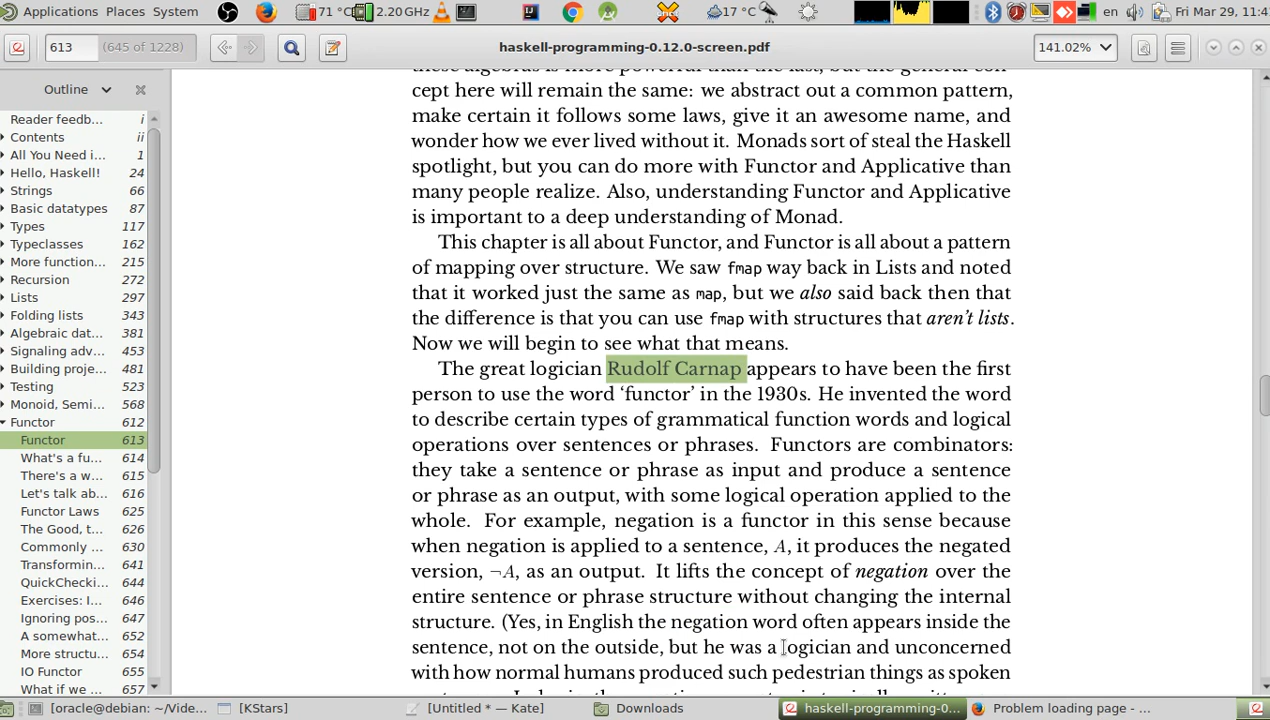 Functions Places System 71 °C 2.20 GHz 17 °C en Fri Mar 29, 11:4
613 (645 of 1228) haskell-programming-0.12.0-screen.pdf 141.02%
Outline
Reader feedb... i
Contents ii
All You Need i... 1
Hello, Haskell! 24
Strings 66
Basic datatypes 87
Types 117
Typeclasses 162
More function... 215
Recursion 272
Lists 297
Folding lists 343
Algebraic dat... 381
Signaling adv... 453
Building proje... 481
Testing 523
Monoid, Semi... 568
Functor 612
Functor 613
What's a fu... 614
There's a w... 615
Let's talk ab... 616
Functor Laws 625
The Good, t... 626
Commonly ... 630
Transformin... 641
QuickChecki... 644
Exercises: I... 646
Ignoring pos... 647
A somewhat... 652
More structu... 654
IO Functor 655
What if we ... 657
these algebras is more powerful than the last, but the general con-
cept here will remain the same: we abstract out a common pattern,
make certain it follows some laws, give it an awesome name, and
wonder how we ever lived without it. Monads sort of steal the Haskell
spotlight, but you can do more with Functor and Applicative than
many people realize. Also, understanding Functor and Applicative
is important to a deep understanding of Monad.
This chapter is all about Functor, and Functor is all about a pattern
of mapping over structure. We saw fmap way back in Lists and noted
that it worked just the same as map, but we also said back then that
the difference is that you can use fmap with structures that aren't lists.
Now we will begin to see what that means.
The great logician Rudolf Carnap appears to have been the first
person to use the word ‘functor’ in the 1930s. He invented the word
to describe certain types of grammatical function words and logical
operations over sentences or phrases. Functors are combinators:
they take a sentence or phrase as input and produce a sentence
or phrase as an output, with some logical operation applied to the
whole. For example, negation is a functor in this sense because
when negation is applied to a sentence, A, it produces the negated
version, ¬A, as an output. It lifts the concept of negation over the
entire sentence or phrase structure without changing the internal
structure. (Yes, in English the negation word often appears inside the
sentence, not on the outside, but he was a logician and unconcerned
with how normal humans produced such pedestrian things as spoken
[oracle@debian: ~/Vide... [KStars] [Untitled * — Kate] Downloads haskell-programming-0.... Problem loading page - ...